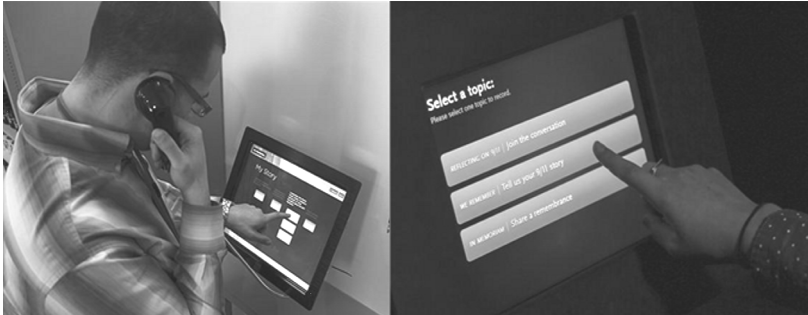 My Story
Select a topic:
Please select one topic to record.
REFLECTING ON 9/11 | Join the conversation
WE REMEMBER | Tell us your 9/11 story
IN MEMORIAM | Share a remembrance